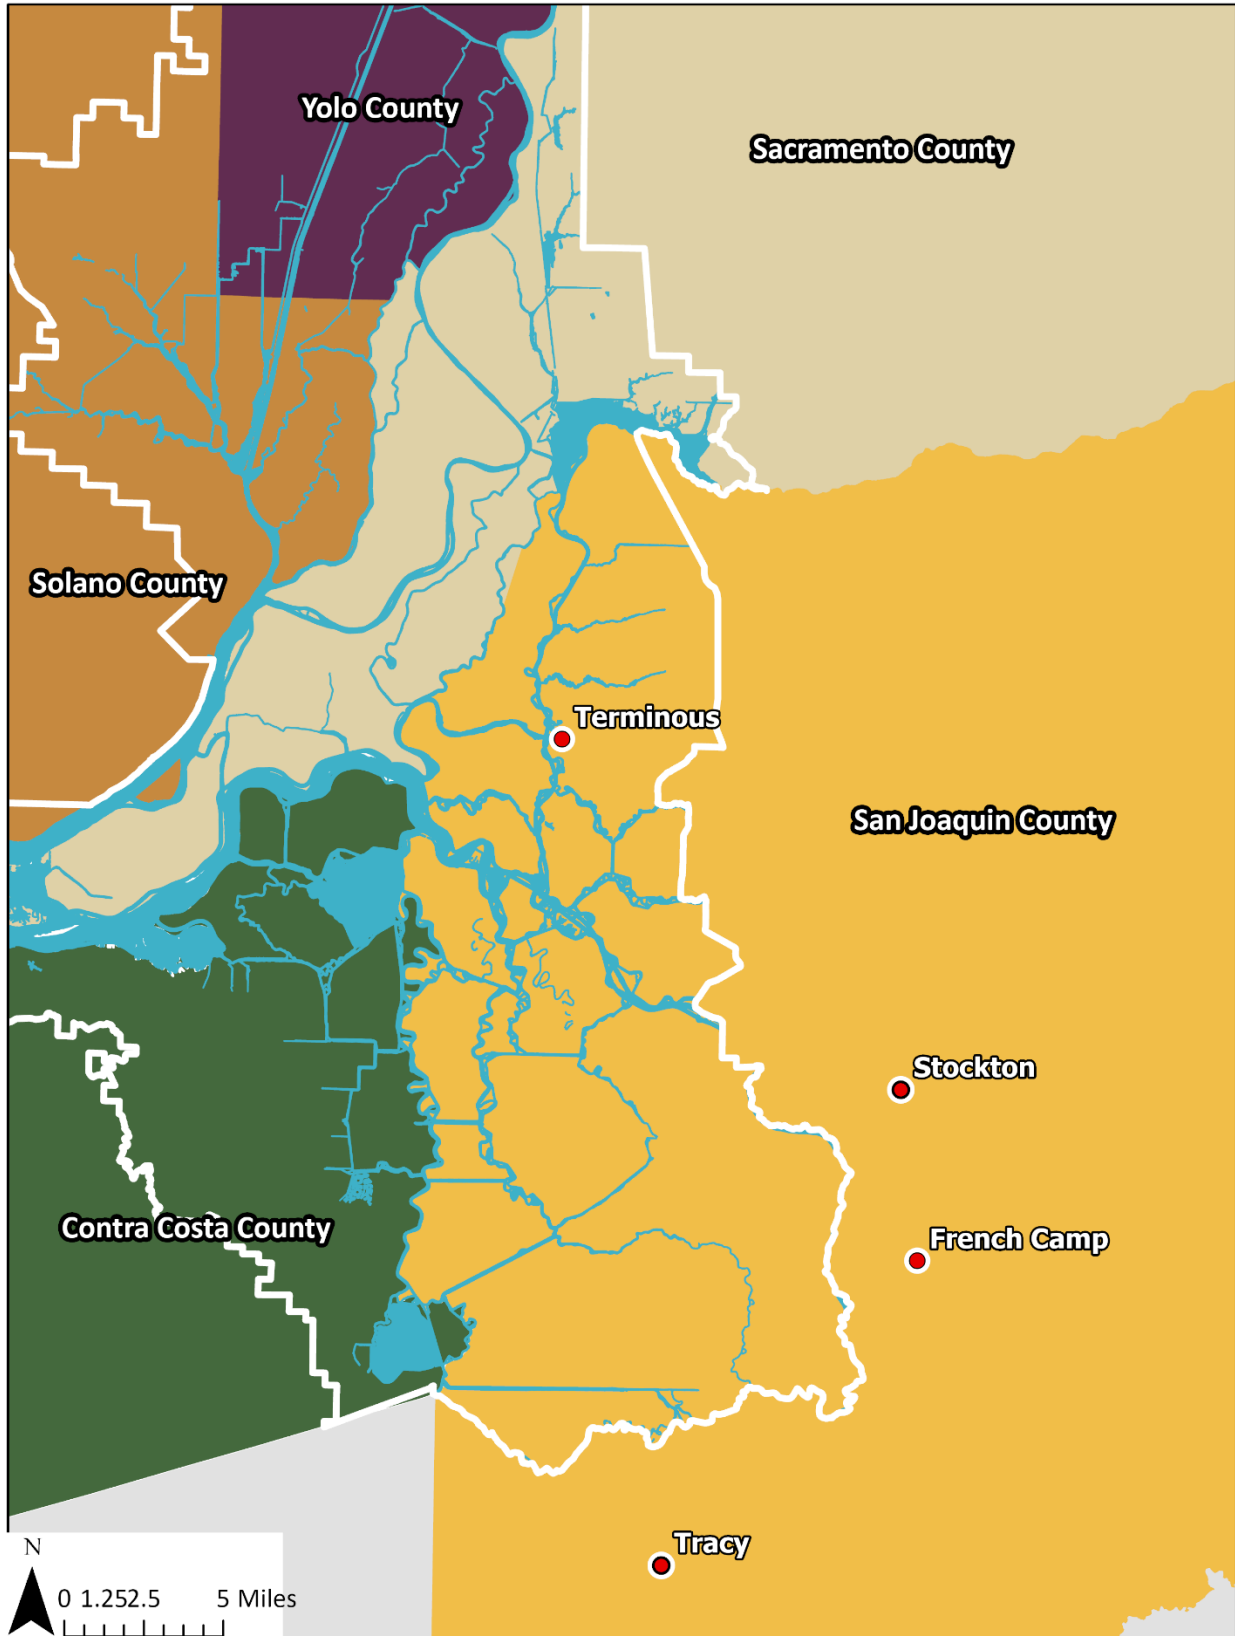 Yolo County
Sacramento County
Solano County
Terminous
San Joaquin County
Stockton
Contra Costa County
French Camp
Tracy
N
0 1.252.5 5 Miles